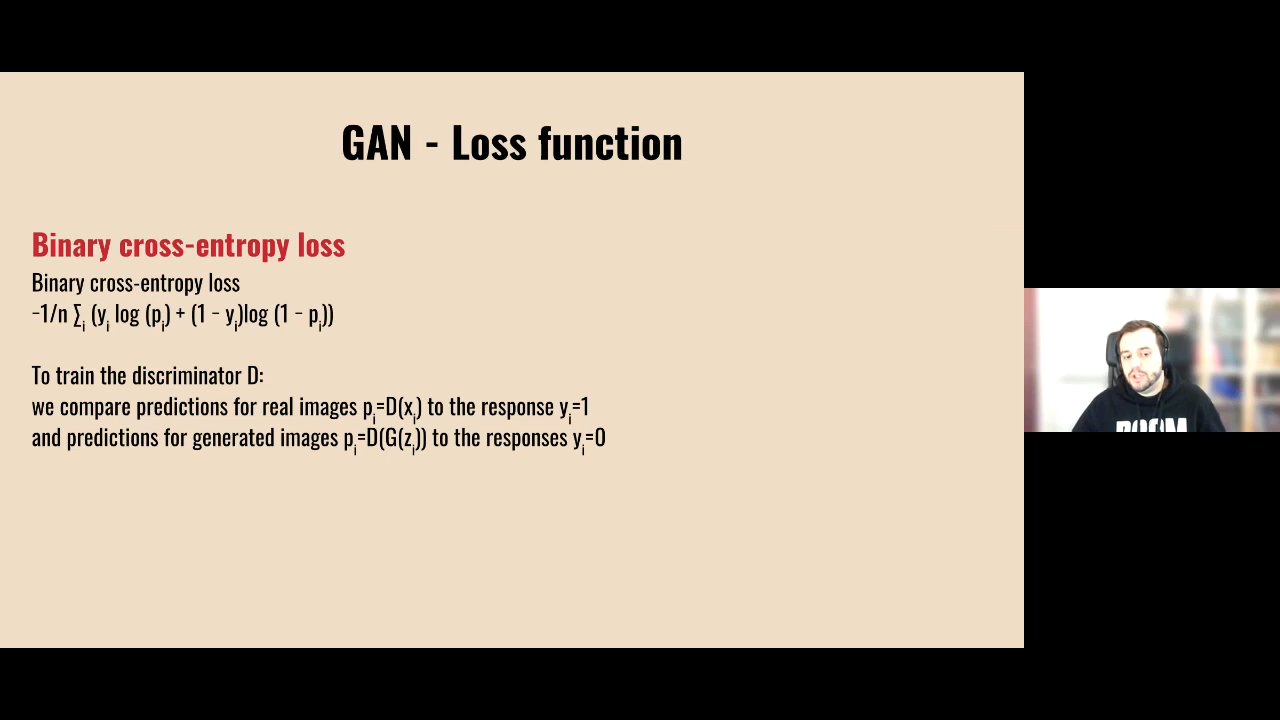 GAN - Loss function
Binary cross-entropy loss
Binary cross-entropy loss
−1/n ∑i (yi log (pi) + (1 − yi)log (1 − pi))
To train the discriminator D:
we compare predictions for real images pi=D(xi) to the response yi=1
and predictions for generated images pi=D(G(zi)) to the responses yi=0